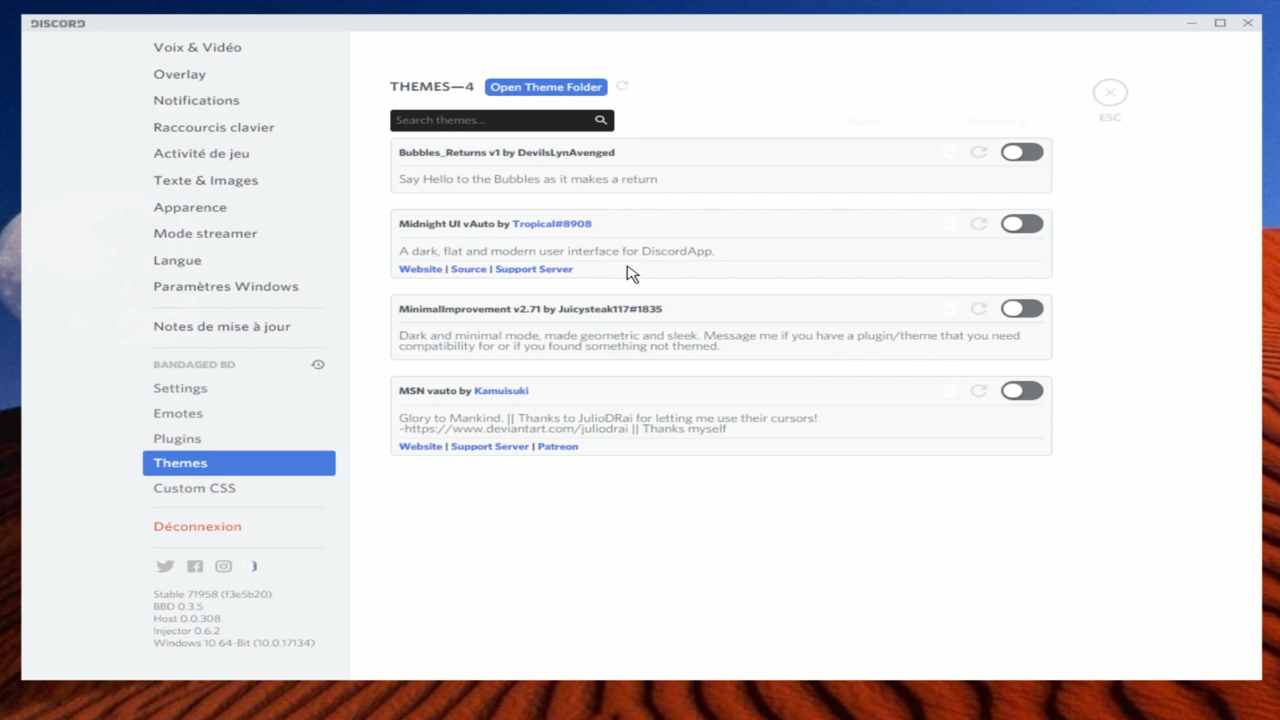 DISCORD
Voix & Vidéo
Overlay
Notifications
Raccourcis clavier
Activité de jeu
Texte & Images
Apparence
Mode streamer
Langue
Paramètres Windows
Notes de mise à jour
BANDAGED BD
Settings
Emotes
Plugins
Themes
Custom CSS
Déconnexion
Stable 71958 (f3e5b20)
BBD 0.3.5
Host 0.0.308
Injector 0.6.2
Windows 10 64-Bit (10.0.17134)
THEMES—4 Open Theme Folder
Search themes...
Name
Ascending
ESC
Bubbles_Returns v1 by DevilsLynAvenged
Say Hello to the Bubbles as it makes a return
Midnight UI vAuto by Tropical#8908
A dark, flat and modern user interface for DiscordApp.
Website | Source | Support Server
MinimalImprovement v2.71 by Juicysteak117#1835
Dark and minimal mode, made geometric and sleek. Message me if you have a plugin/theme that you need
compatibility for or if you found something not themed.
MSN vauto by Kamuisuki
Glory to Mankind. || Thanks to JulioDRai for letting me use their cursors!
-https://www.deviantart.com/juliodrai || Thanks myself
Website | Support Server | Patreon